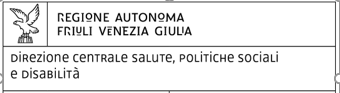 REGIONE AUTONOMA
FRIULI VENEZIA GIULIA
DIREZIONE CENTRALE SALUTE, POLITICHE SOCIALI
E DISABILITÀ